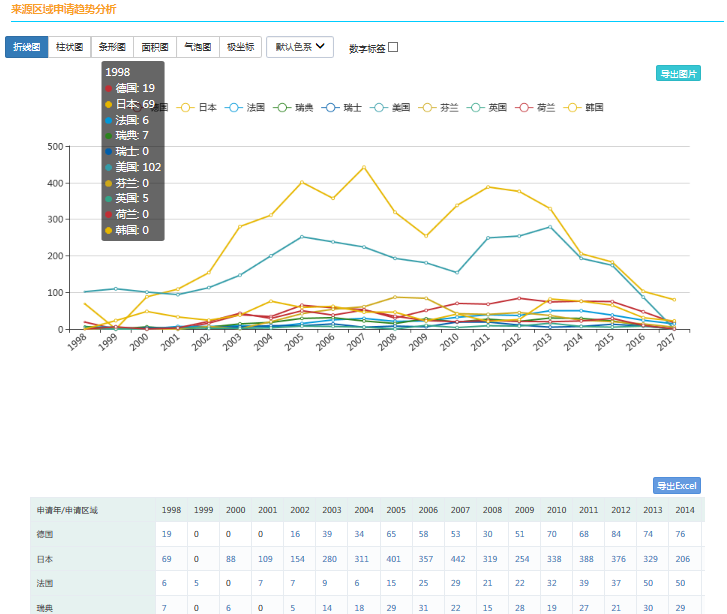 来源区域申请趋势分析
折线图 柱状图 条形图 面积图 气泡图 极坐标 默认色系 数字标签
导出图片
1998
德国: 19
日本: 69
法国: 6
瑞典: 7
瑞士: 0
美国: 102
芬兰: 0
英国: 5
荷兰: 0
韩国: 0
德国 日本 法国 瑞典 瑞士 美国 芬兰 英国 荷兰 韩国
500
400
300
200
100
0
1998 1999 2000 2001 2002 2003 2004 2005 2006 2007 2008 2009 2010 2011 2012 2013 2014 2015 2016 2017
导出Excel
申请年/申请区域 1998 1999 2000 2001 2002 2003 2004 2005 2006 2007 2008 2009 2010 2011 2012 2013 2014
德国 19 0 0 0 16 39 34 65 58 53 30 51 70 68 84 74 76
日本 69 0 88 109 154 280 311 401 357 442 319 254 338 388 376 329 206
法国 6 5 0 7 7 9 6 15 25 29 21 22 32 39 37 50 50
瑞典 7 0 6 0 5 14 18 29 31 22 15 28 19 27 21 30 29